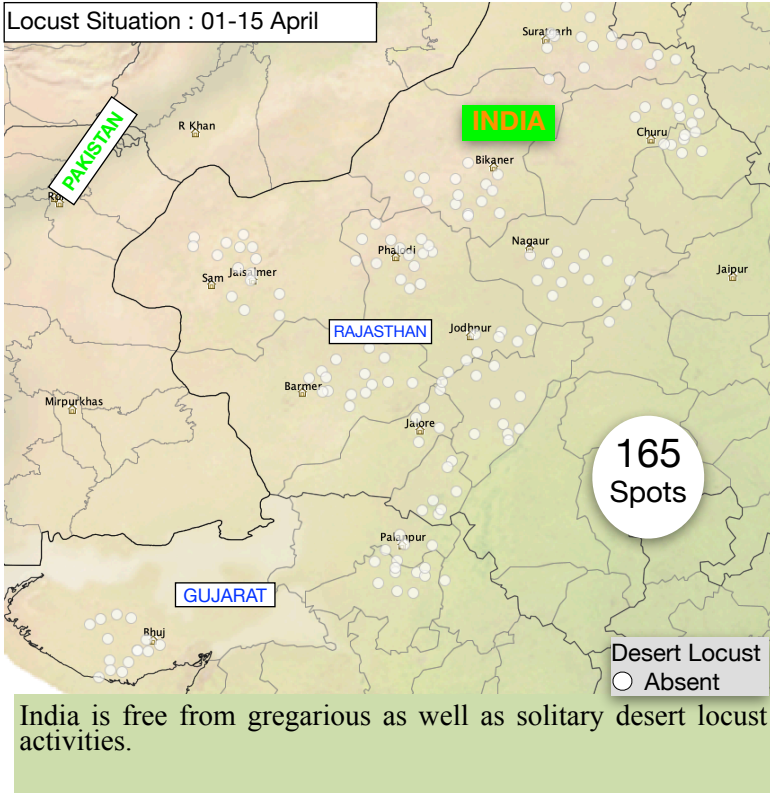 Locust Situation : 01-15 April
Suratgarh
INDIA
PAKISTAN
R Khan
Churu
Bikaner
Nagaur
Phalodi
Jaipur
Sam
Jaisalmer
RAJASTHAN
Jodhpur
Barmer
Mirpurkhas
Jalore
165
Spots
Palanpur
GUJARAT
Bhuj
Desert Locust
Absent
India is free from gregarious as well as solitary desert locust
activities.